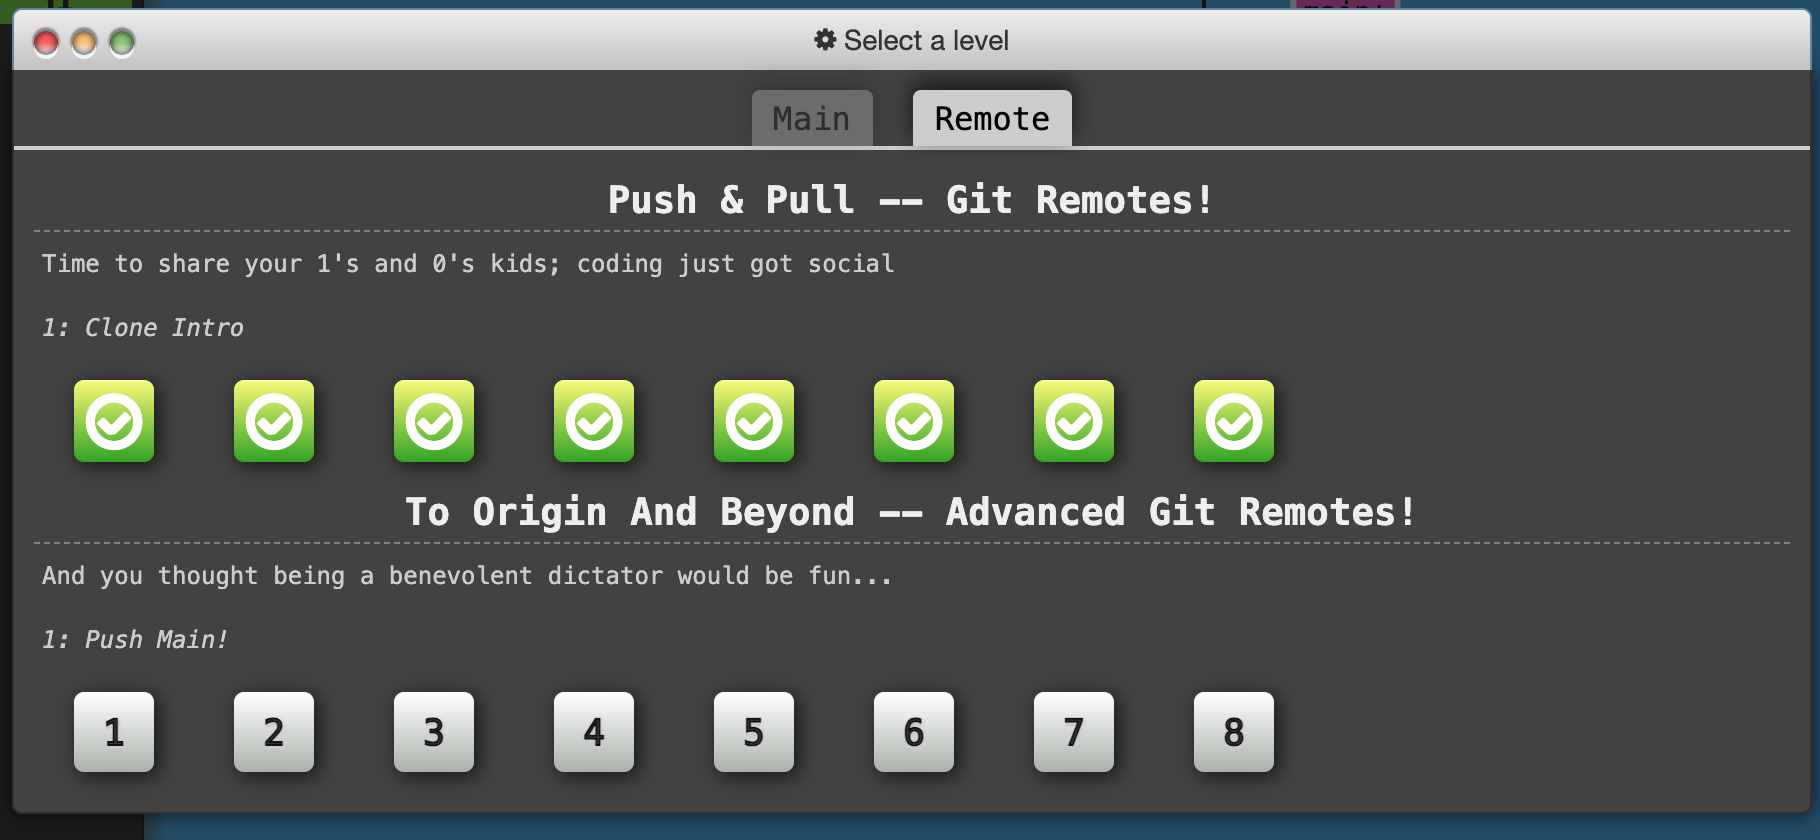 Select a level
Main
Remote
Push & Pull -- Git Remotes!
Time to share your 1's and 0's kids; coding just got social
1: Clone Intro
To Origin And Beyond -- Advanced Git Remotes!
And you thought being a benevolent dictator would be fun...
1: Push Main!
1 2 3 4 5 6 7 8